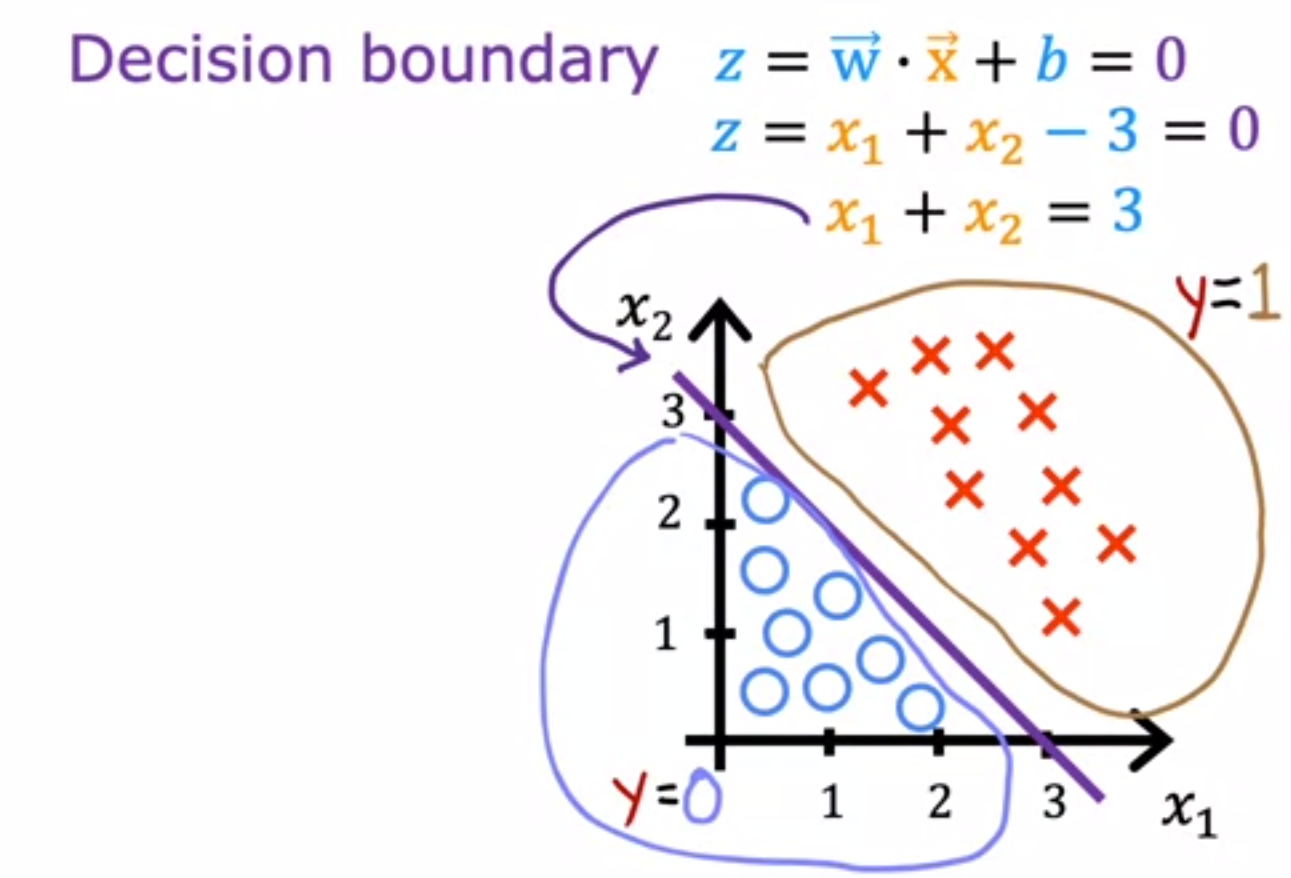 Decision boundary z = w⃗ · x⃗ + b = 0
z = x₁ + x₂ − 3 = 0
x₁ + x₂ = 3
y=1
x₂
3
2
1
y=0
1 2 3 x₁